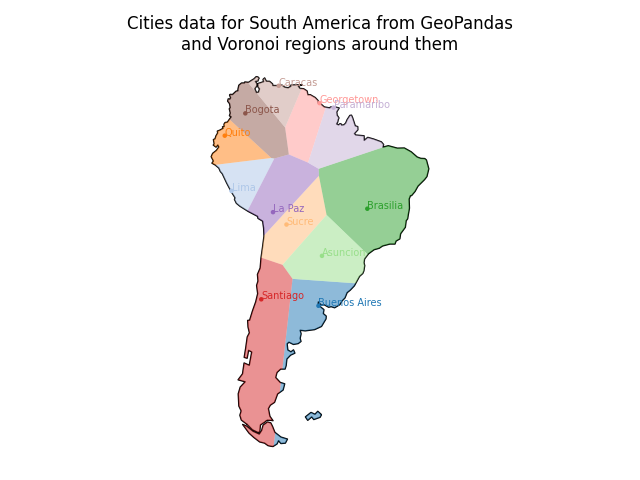 Cities data for South America from GeoPandas
and Voronoi regions around them
Caracas
Georgetown
Paramaribo
Bogota
Quito
Lima
La Paz
Brasilia
Sucre
Asuncion
Santiago
Buenos Aires